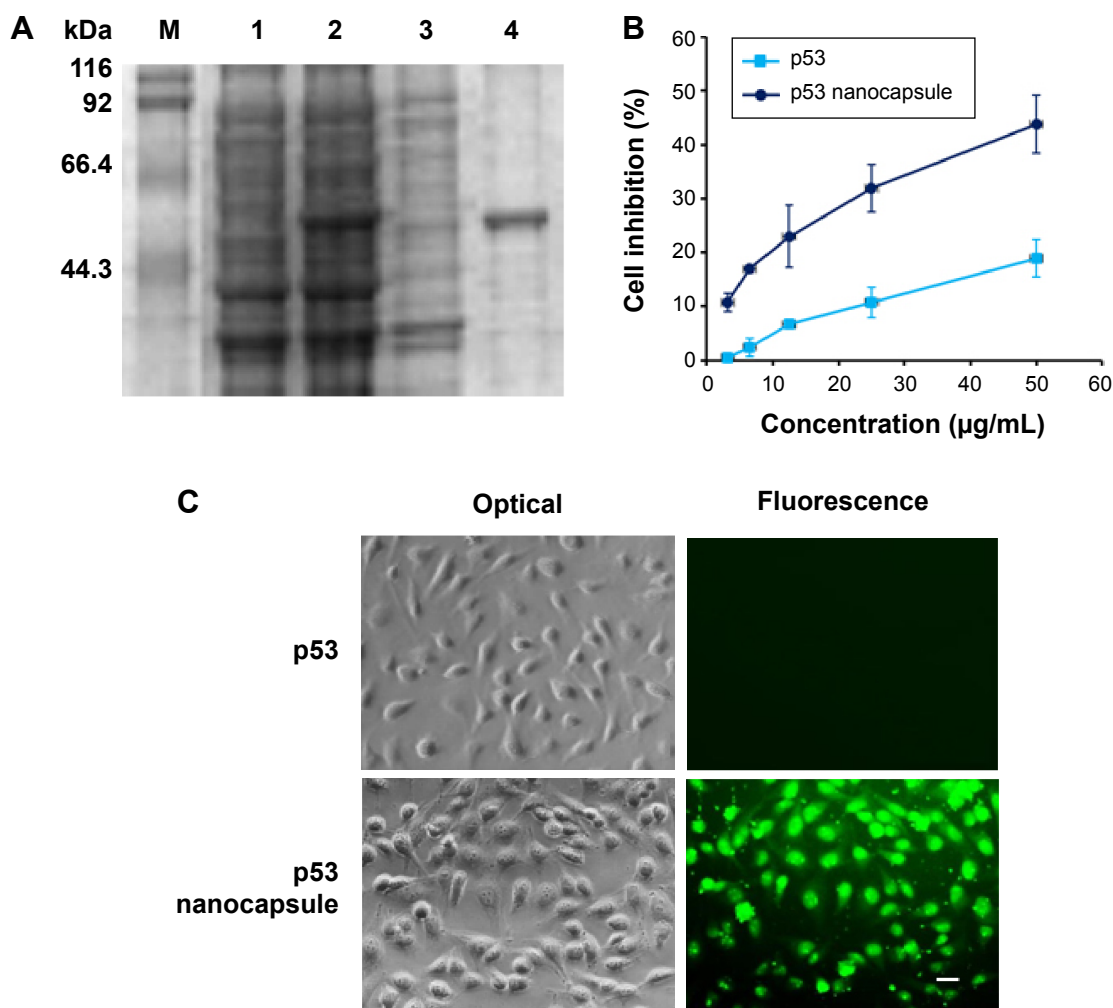 A
kDa M 1 2 3 4
116
92
66.4
44.3
B
60
50
40
30
20
10
0
Cell inhibition (%)
p53
p53 nanocapsule
0 10 20 30 40 50 60
Concentration (µg/mL)
C
Optical Fluorescence
p53
p53
nanocapsule